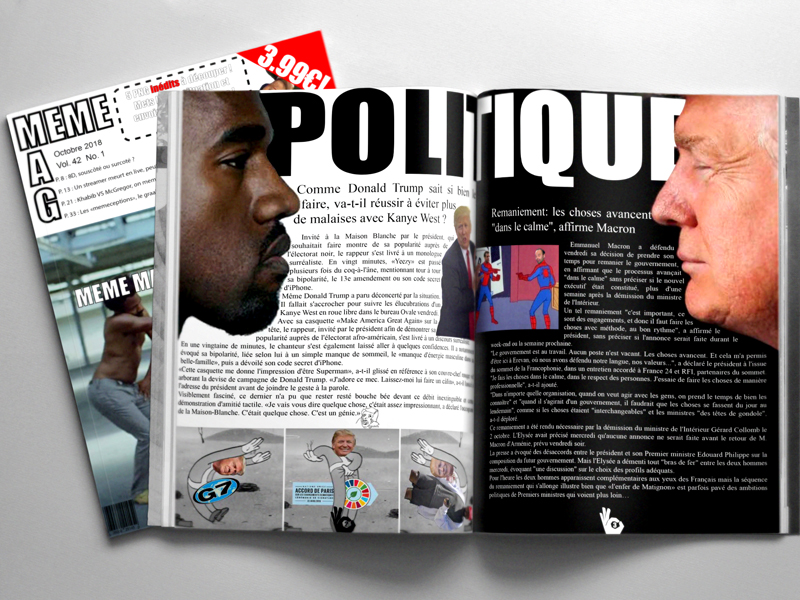 3.99€!
5 PNG inédits à découper !
MEME
MAG
Octobre 2018
Vol. 42 No. 1
P. 8 : 8D, souscôté ou surcoté ?
P. 13 : Un streamer meurt en live,
P. 21 : Khabib VS McGregor, on
P. 33 : Les «memeceptions», le
MEME
POLITIQUE
Comme Donald Trump sait si bien le
faire, va-t-il réussir à éviter plus
de malaises avec Kanye West ?
Invité à la Maison Blanche par le président, qui
souhaitait faire montre de sa popularité auprès de
l'électorat noir, le rappeur s'est livré à un monologue
surréaliste. En vingt minutes, «Yeezy» est passé
plusieurs fois du coq-à-l'âne, mentionnant tour à tour
sa bipolarité, le 13e amendement ou son code secret
d'iPhone.
Même Donald Trump a paru déconcerté par la situation.
Il fallait s'accrocher pour suivre les élucubrations d'un
Kanye West en roue libre dans le bureau Ovale vendredi.
Avec sa casquette «Make America Great Again» sur la
tête, le rappeur, invité par le président afin de démontrer sa
popularité auprès de l'électorat afro-américain, s'est livré à un discours surréaliste.
En une vingtaine de minutes, le chanteur s'est également laissé aller à quelques confidences. Il a
évoqué sa bipolarité, liée selon lui à un simple manque de sommeil, le «manque d'énergie masculine dans
belle-famille», puis a dévoilé son code secret d'iPhone.
«Cette casquette me donne l'impression d'être Superman», a-t-il glissé en référence à son couvre-chef
arborant la devise de campagne de Donald Trump. «J'adore ce mec. Laissez-moi lui faire un câlin», a-t-il
l'adresse du président avant de joindre le geste à la parole.
Visiblement fasciné, ce dernier n'a pu que rester resté bouche bée devant ce débit inextinguible
«Je vais vous dire quelque chose, c'était assez impressionnant, a déclaré
de la Maison-Blanche. C'était quelque chose. C'est un génie.»
G7
ACCORD DE PARIS
Remaniement: les choses avancent
"dans le calme", affirme Macron
Emmanuel Macron a défendu
vendredi sa décision de prendre son
temps pour remanier le gouvernement,
en affirmant que le processus avançait
"dans le calme" sans préciser si le nouvel
exécutif était constitué, plus d'une
semaine après la démission du ministre
de l'Intérieur.
Un tel remaniement "c'est important, ce
sont des engagements, et donc il faut faire les
choses avec méthode, au bon rythme", a affirmé le
président, sans préciser si l'annonce serait faite durant le
week-end ou la semaine prochaine.
"Le gouvernement est au travail. Aucun poste n'est vacant. Les choses avancent. Et cela m'a permis
d'être ici à Erevan, où nous avons défendu notre langue, nos valeurs...", a déclaré le président à l'issue
du sommet de la Francophonie, dans un entretien accordé à France 24 et RFI, partenaires du sommet.
"Je fais les choses dans le calme, dans le respect des personnes. J'essaie de faire les choses de manière
professionnelle", a-t-il ajouté.
"Dans n'importe quelle organisation, quand on veut agir avec les gens, on prend le temps de bien les
connaître" et "quand il s'agirait d'un gouvernement, il faudrait que les choses se fassent du jour au
lendemain", comme si les choses étaient "interchangeables" et les ministres "des têtes de gondole",
a-t-il déploré.
Ce remaniement a été rendu nécessaire par la démission du ministre de l'Intérieur Gérard Collomb le
2 octobre. L'Elysée avait précisé mercredi qu'aucune annonce ne serait faite avant le retour de M.
Macron d'Arménie, prévu vendredi soir.
La presse a évoqué des désaccords entre le président et son Premier ministre Edouard Philippe sur la
composition du futur gouvernement. Mais l'Elysée a démenti tout "bras de fer" entre les deux hommes
mercredi, évoquant "une discussion" sur le choix des profils adéquats.
Pour l'heure les deux hommes apparaissent complémentaires aux yeux des Français mais la séquence
du remaniement qui s'allonge illustre bien que «l'enfer de Matignon» est parfois pavé des ambitions
politiques de Premiers ministres qui voient plus loin…